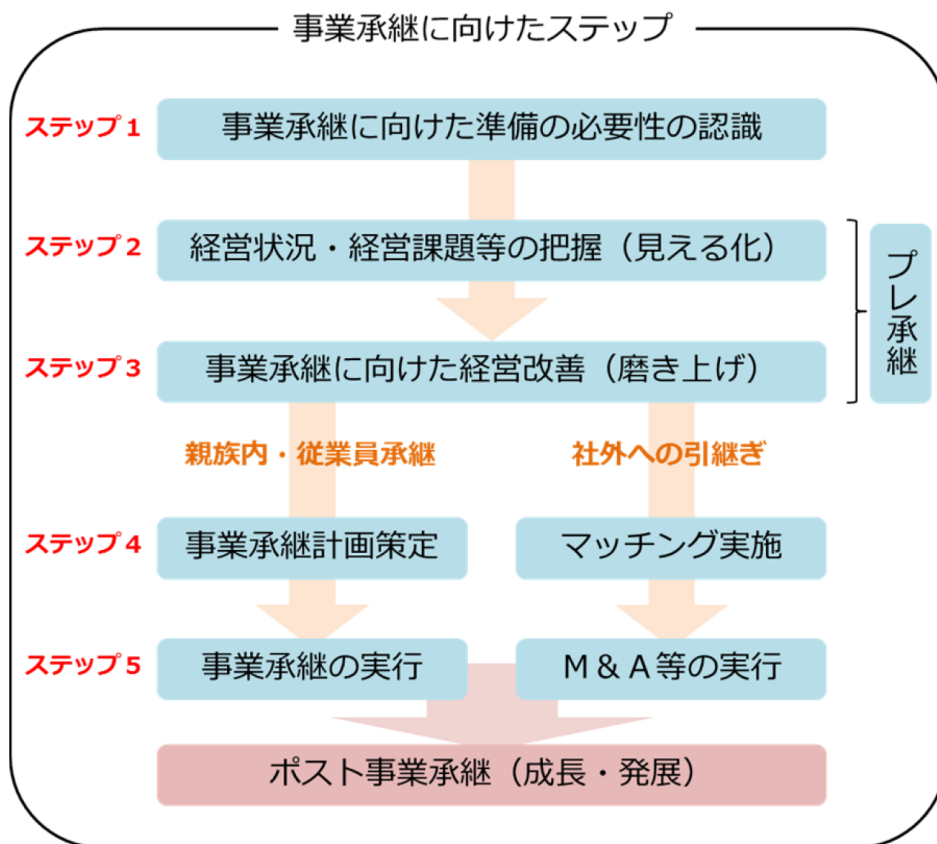 事業承継に向けたステップ
ステップ1
事業承継に向けた準備の必要性の認識
ステップ2
経営状況・経営課題等の把握（見える化）
プレ承継
ステップ3
事業承継に向けた経営改善（磨き上げ）
親族内・従業員承継
社外への引継ぎ
ステップ4
事業承継計画策定
マッチング実施
ステップ5
事業承継の実行
M＆A等の実行
ポスト事業承継（成長・発展）